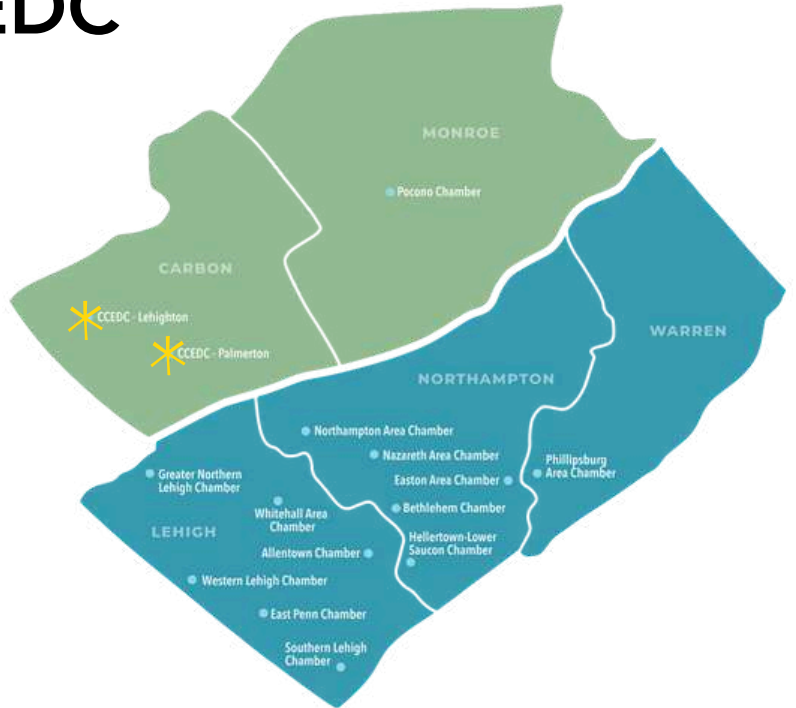 EDC
MONROE
Pocono Chamber
CARBON
CCEDC - Lehighton
CCEDC - Palmerton
WARREN
NORTHAMPTON
Northampton Area Chamber
Nazareth Area Chamber
Easton Area Chamber
Phillipsburg
Area Chamber
Bethlehem Chamber
Hellertown-Lower
Saucon Chamber
Greater Northern
Lehigh Chamber
Whitehall Area
Chamber
LEHIGH
Allentown Chamber
Western Lehigh Chamber
East Penn Chamber
Southern Lehigh
Chamber